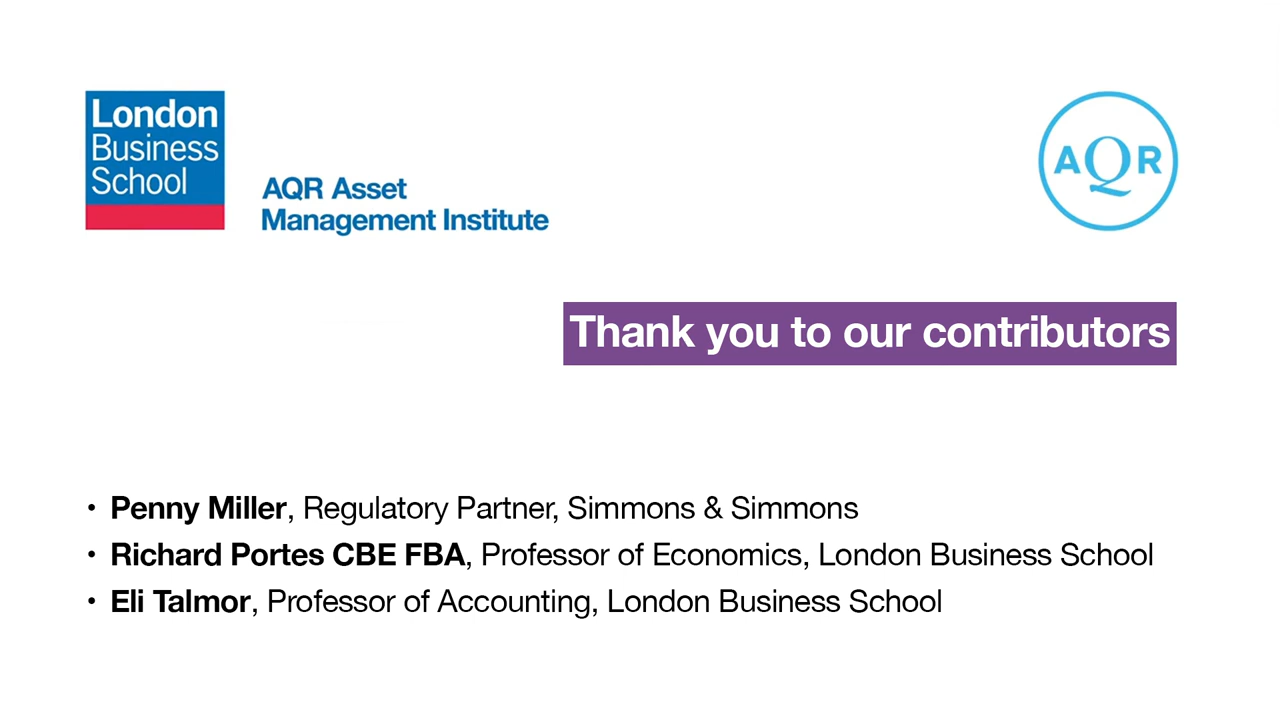 London
Business
School
AQR Asset
Management Institute
AQR
Thank you to our contributors
• Penny Miller, Regulatory Partner, Simmons & Simmons
• Richard Portes CBE FBA, Professor of Economics, London Business School
• Eli Talmor, Professor of Accounting, London Business School